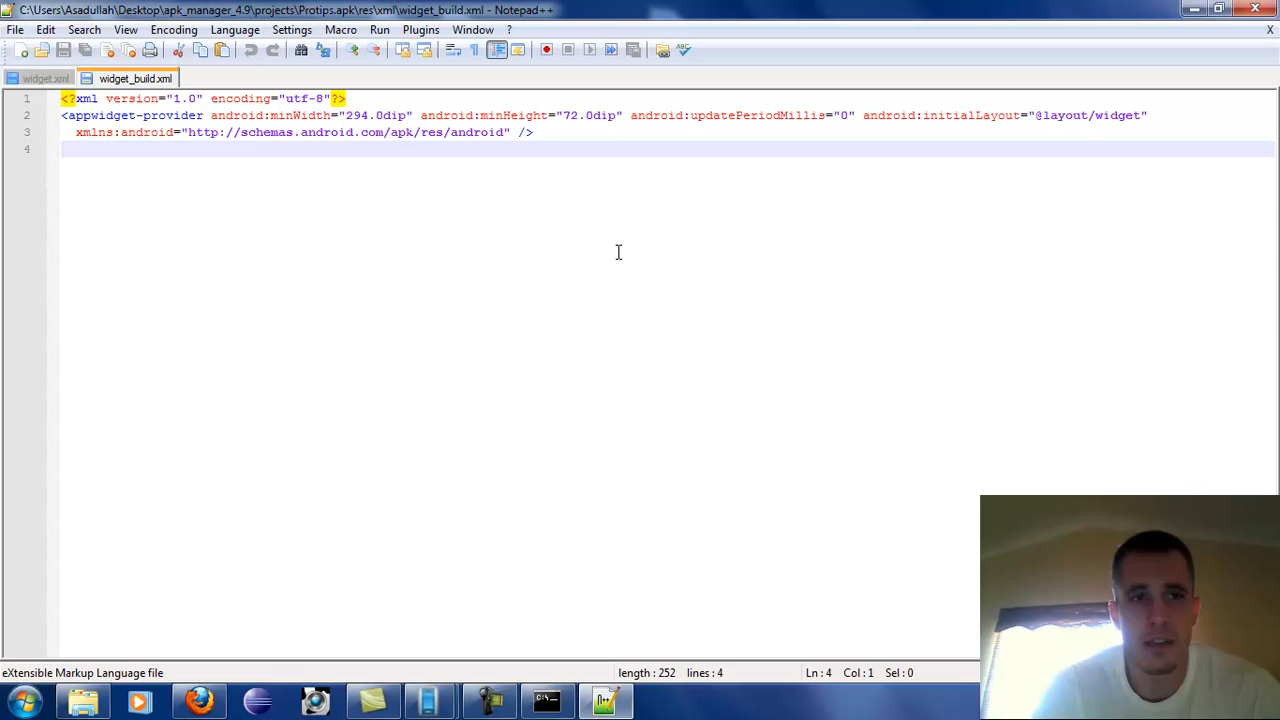 C:\Users\Asadullah\Desktop\apk_manager_4.9\projects\Protips.apk\res\xml\widget_build.xml - Notepad++
File Edit Search View Encoding Language Settings Macro Run Plugins Window ? X
widget.xml widget_build.xml
1 <?xml version="1.0" encoding="utf-8"?>
2 <appwidget-provider android:minWidth="294.0dip" android:minHeight="72.0dip" android:updatePeriodMillis="0" android:initialLayout="@layout/widget"
3 xmlns:android="http://schemas.android.com/apk/res/android" />
4
eXtensible Markup Language file length : 252 lines : 4 Ln : 4 Col : 1 Sel : 0